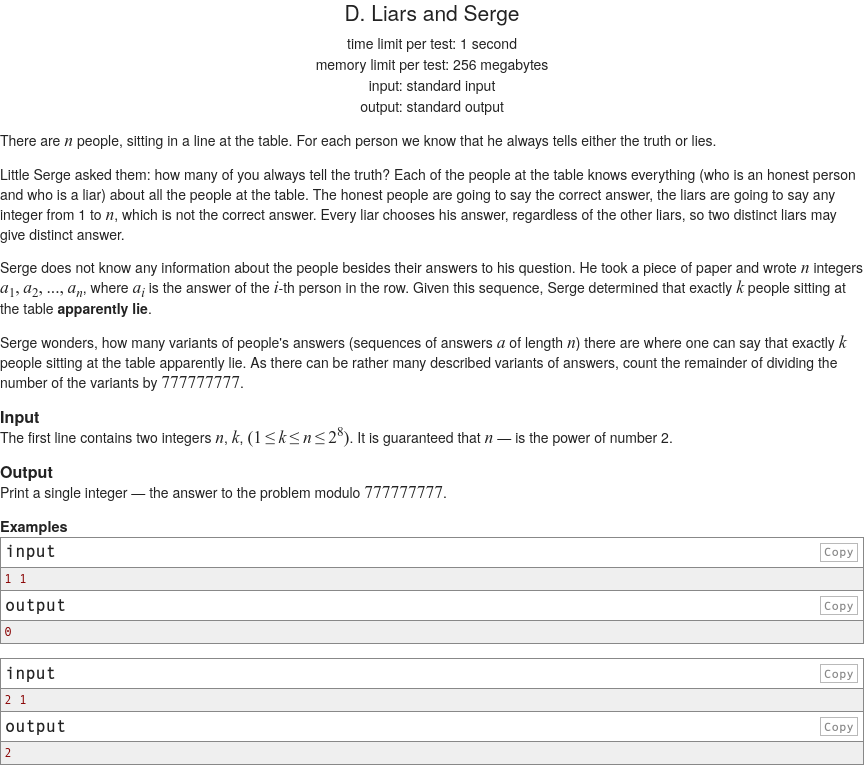 D. Liars and Serge
time limit per test: 1 second
memory limit per test: 256 megabytes
input: standard input
output: standard output
There are n people, sitting in a line at the table. For each person we know that he always tells either the truth or lies.
Little Serge asked them: how many of you always tell the truth? Each of the people at the table knows everything (who is an honest person
and who is a liar) about all the people at the table. The honest people are going to say the correct answer, the liars are going to say any
integer from 1 to n, which is not the correct answer. Every liar chooses his answer, regardless of the other liars, so two distinct liars may
give distinct answer.
Serge does not know any information about the people besides their answers to his question. He took a piece of paper and wrote n integers
a₁, a₂, ..., aₙ, where aᵢ is the answer of the i-th person in the row. Given this sequence, Serge determined that exactly k people sitting at
the table apparently lie.
Serge wonders, how many variants of people's answers (sequences of answers a of length n) there are where one can say that exactly k
people sitting at the table apparently lie. As there can be rather many described variants of answers, count the remainder of dividing the
number of the variants by 777777777.
Input
The first line contains two integers n, k, (1 ≤ k ≤ n ≤ 2⁸). It is guaranteed that n — is the power of number 2.
Output
Print a single integer — the answer to the problem modulo 777777777.
Examples
input Copy
1 1
output Copy
0
input Copy
2 1
output Copy
2